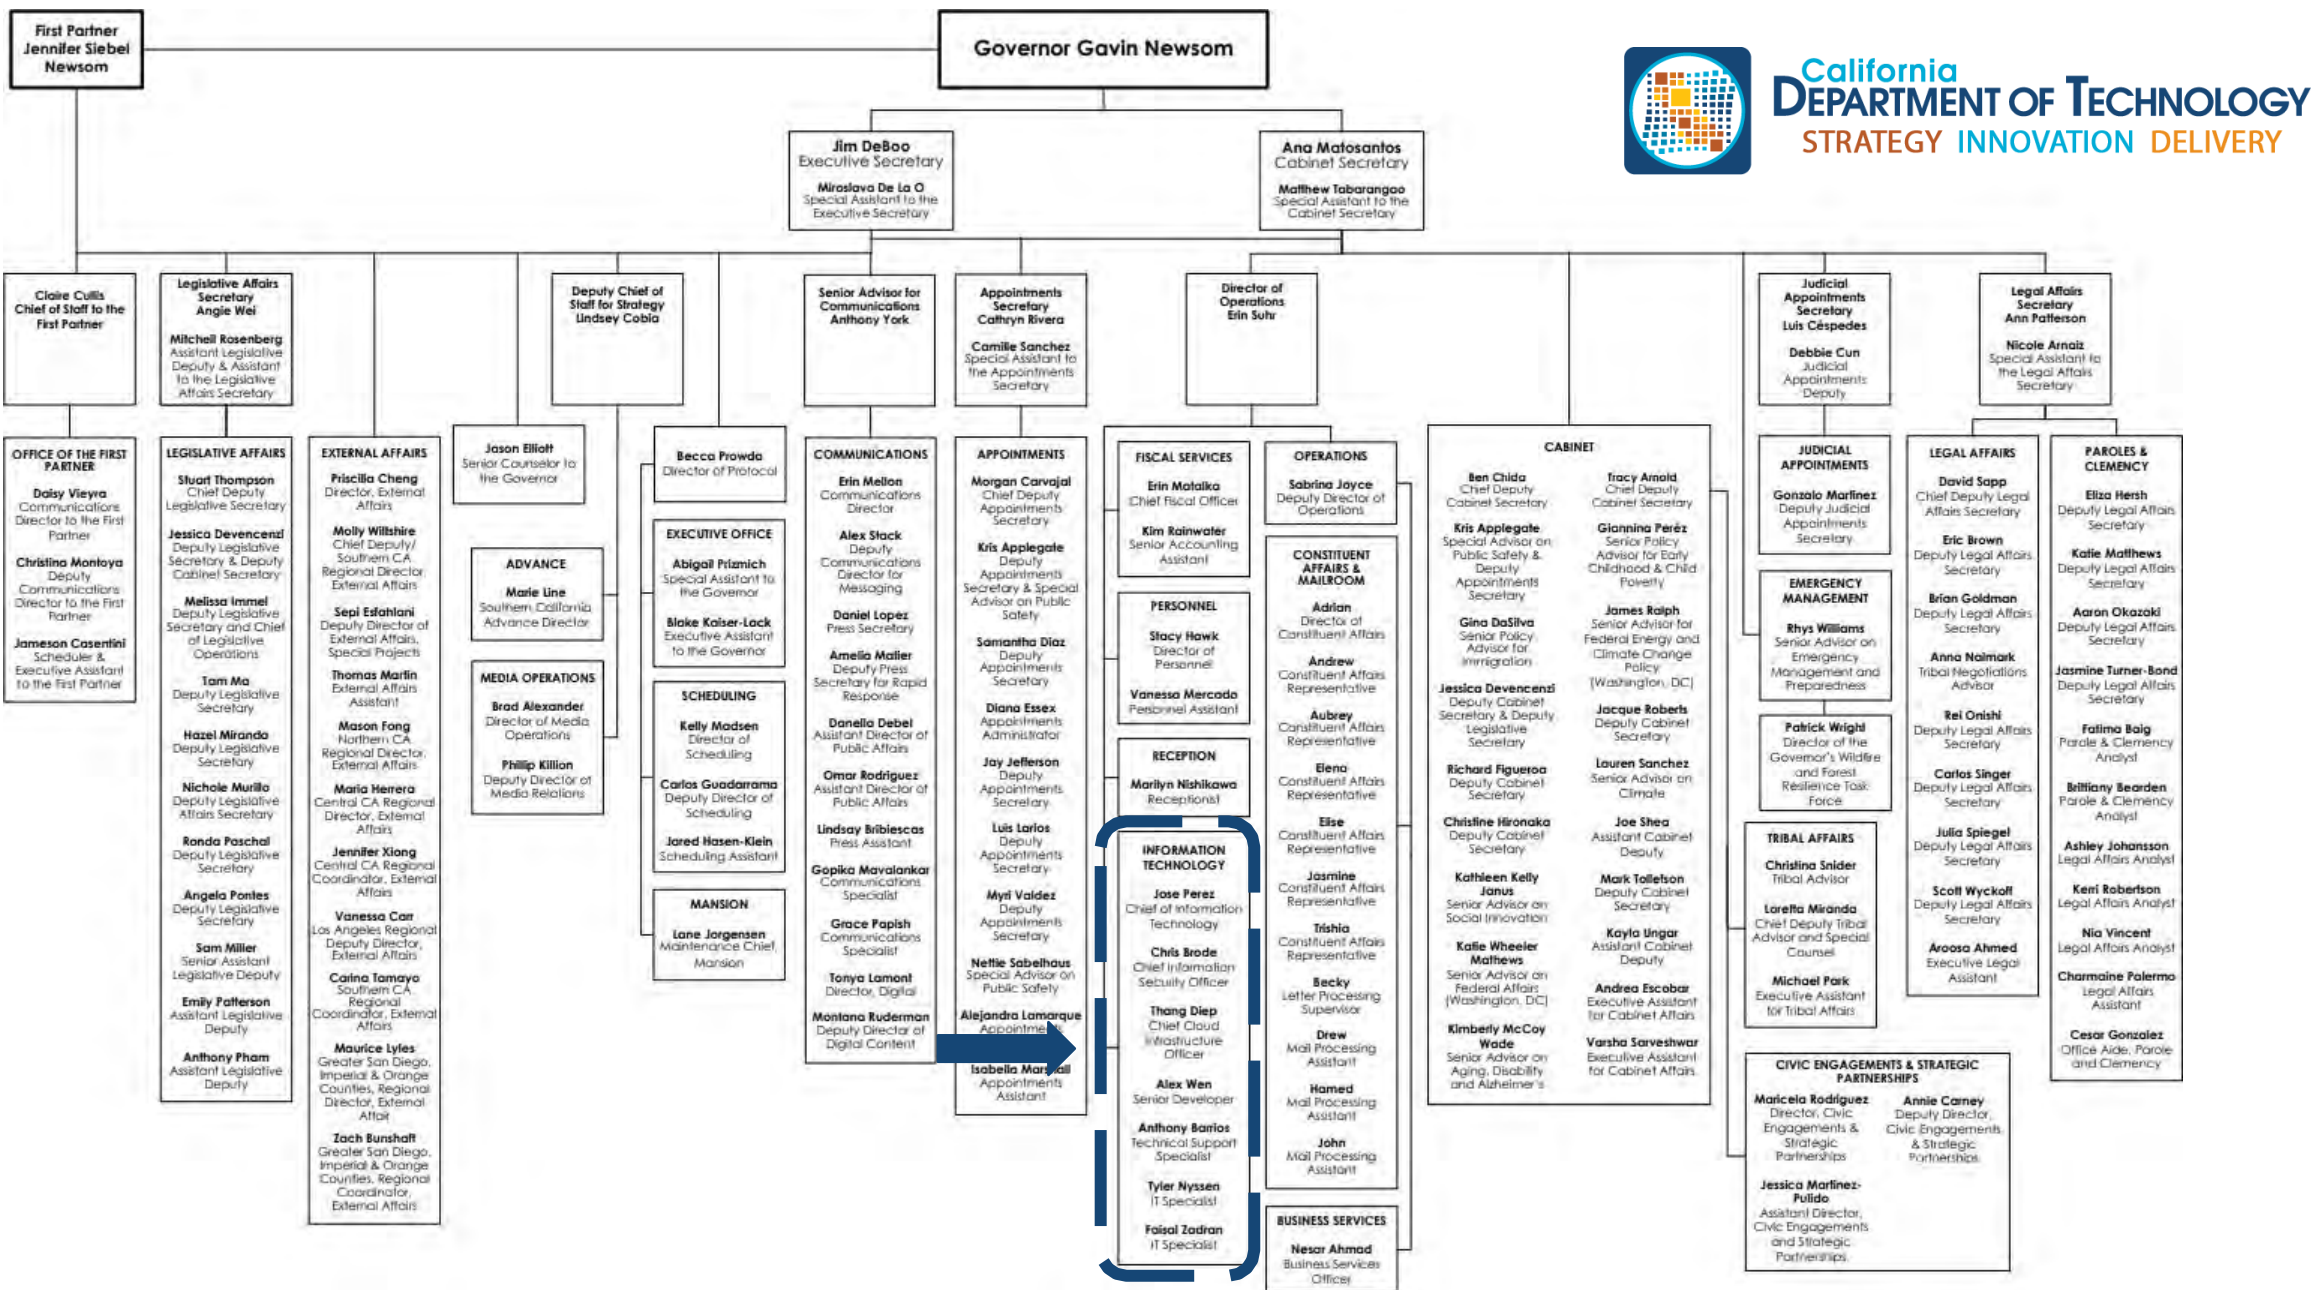 First Partner
Jennifer Siebel
Newsom
Governor Gavin Newsom
California
DEPARTMENT OF TECHNOLOGY
STRATEGY INNOVATION DELIVERY
Jim DeBoo
Executive Secretary
Miroslava De La O
Special Assistant to the
Executive Secretary
Ana Matosantos
Cabinet Secretary
Matthew Tabarangao
Special Assistant to the
Cabinet Secretary
Claire Cullis
Chief of Staff to the
First Partner
Legislative Affairs
Secretary
Angie Wei
Mitchell Rosenberg
Assistant Legislative
Deputy & Assistant
to the Legislative
Affairs Secretary
Deputy Chief of
Staff for Strategy
Lindsey Cobia
Senior Advisor for
Communications
Anthony York
Appointments
Secretary
Cathryn Rivera
Camille Sanchez
Special Assistant to
the Appointments
Secretary
Director of
Operations
Erin Suhr
Judicial
Appointments
Secretary
Luis Céspedes
Debbie Cun
Judicial
Appointments
Deputy
Legal Affairs
Secretary
Ann Patterson
Nicole Arnaiz
Special Assistant to
the Legal Affairs
Secretary
OFFICE OF THE FIRST
PARTNER
Daisy Vieyra
Communications
Director to the First
Partner
Christina Montoya
Deputy
Communications
Director to the First
Partner
Jameson Casentini
Scheduler &
Executive Assistant
to the First Partner
LEGISLATIVE AFFAIRS
Stuart Thompson
Chief Deputy
Legislative Secretary
Jessica Devencenzi
Deputy Legislative
Secretary & Deputy
Cabinet Secretary
Melissa Immel
Deputy Legislative
Secretary and Chief
of Legislative
Operations
Tam Ma
Deputy Legislative
Secretary
Hazel Miranda
Deputy Legislative
Secretary
Nichole Murillo
Deputy Legislative
Affairs Secretary
Ronda Paschal
Deputy Legislative
Secretary
Angela Pontes
Deputy Legislative
Secretary
Sam Miller
Senior Assistant
Legislative Deputy
Emily Patterson
Assistant Legislative
Deputy
Anthony Pham
Assistant Legislative
Deputy
EXTERNAL AFFAIRS
Priscilla Cheng
Director, External
Affairs
Molly Wiltshire
Chief Deputy/
Southern CA
Regional Director,
External Affairs
Sepi Esfahlani
Deputy Director of
External Affairs,
Special Projects
Thomas Martin
External Affairs
Assistant
Mason Fong
Northern CA
Regional Director,
External Affairs
Maria Herrera
Central CA Regional
Director, External
Affairs
Jennifer Xiong
Central CA Regional
Coordinator, External
Affairs
Vanessa Carr
Los Angeles Regional
Deputy Director,
External Affairs
Carina Tamayo
Southern CA
Regional
Coordinator, External
Affairs
Maurice Lyles
Greater San Diego,
Imperial & Orange
Counties, Regional
Director, External
Affair
Zach Bunshaft
Greater San Diego,
Imperial & Orange
Counties, Regional
Coordinator,
External Affairs
Jason Elliott
Senior Counselor to
the Governor
ADVANCE
Marie Line
Southern California
Advance Director
MEDIA OPERATIONS
Brad Alexander
Director of Media
Operations
Phillip Killion
Deputy Director of
Media Relations
Becca Prowda
Director of Protocol
EXECUTIVE OFFICE
Abigail Prizmich
Special Assistant to
the Governor
Blake Kaiser-Lack
Executive Assistant
to the Governor
SCHEDULING
Kelly Madsen
Director of
Scheduling
Carlos Guadarrama
Deputy Director of
Scheduling
Jared Hasen-Klein
Scheduling Assistant
MANSION
Lane Jorgensen
Maintenance Chief,
Mansion
COMMUNICATIONS
Erin Mellon
Communications
Director
Alex Stack
Deputy
Communications
Director for
Messaging
Daniel Lopez
Press Secretary
Amelia Matier
Deputy Press
Secretary for Rapid
Response
Danella Debel
Assistant Director of
Public Affairs
Omar Rodriguez
Assistant Director of
Public Affairs
Lindsay Bribiescas
Press Assistant
Gopika Mavalankar
Communications
Specialist
Grace Papish
Communications
Specialist
Tonya Lamont
Director, Digital
Montana Ruderman
Deputy Director of
Digital Content
APPOINTMENTS
Morgan Carvajal
Chief Deputy
Appointments
Secretary
Kris Applegate
Deputy
Appointments
Secretary & Special
Advisor on Public
Safety
Samantha Diaz
Deputy
Appointments
Secretary
Diana Essex
Appointments
Administrator
Jay Jefferson
Deputy
Appointments
Secretary
Luis Larios
Deputy
Appointments
Secretary
Myri Valdez
Deputy
Appointments
Secretary
Nettie Sabelhaus
Special Advisor on
Public Safety
Alejandra Lamarque
Isabella
Appointments
Assistant
FISCAL SERVICES
Erin Matalka
Chief Fiscal Officer
Kim Rainwater
Senior Accounting
Assistant
PERSONNEL
Stacy Hawk
Director of
Personnel
Vanessa Mercado
Personnel Assistant
RECEPTION
Marilyn Nishikawa
Receptionist
INFORMATION
TECHNOLOGY
Jose Perez
Chief of Information
Technology
Chris Brode
Chief Information
Security Officer
Thang Diep
Chief Cloud
Infrastructure
Officer
Alex Wen
Senior Developer
Anthony Barrios
Technical Support
Specialist
Tyler Nyssen
IT Specialist
Faisal Zadran
IT Specialist
OPERATIONS
Sabrina Joyce
Deputy Director of
Operations
CONSTITUENT
AFFAIRS &
MAILROOM
Adrian
Director of
Constituent Affairs
Andrew
Constituent Affairs
Representative
Aubrey
Constituent Affairs
Representative
Elena
Constituent Affairs
Representative
Elise
Constituent Affairs
Representative
Jasmine
Constituent Affairs
Representative
Trishia
Constituent Affairs
Representative
Becky
Letter Processing
Supervisor
Drew
Mail Processing
Assistant
Hamed
Mail Processing
Assistant
John
Mail Processing
Assistant
BUSINESS SERVICES
Nesar Ahmad
Business Services
Officer
CABINET
Ben Chida
Chief Deputy
Cabinet Secretary
Kris Applegate
Special Advisor on
Public Safety &
Deputy
Appointments
Secretary
Gina DaSilva
Senior Policy
Advisor for
Immigration
Jessica Devencenzi
Deputy Cabinet
Secretary & Deputy
Legislative
Secretary
Richard Figueroa
Deputy Cabinet
Secretary
Christine Hironaka
Deputy Cabinet
Secretary
Kathleen Kelly
Janus
Senior Advisor on
Social Innovation
Katie Wheeler
Mathews
Senior Advisor on
Federal Affairs
(Washington, DC)
Kimberly McCoy
Wade
Senior Advisor on
Aging, Disability
and Alzheimer's
Tracy Arnold
Chief Deputy
Cabinet Secretary
Giannina Peréz
Senior Policy
Advisor for Early
Childhood & Child
Poverty
James Ralph
Senior Advisor for
Federal Energy and
Climate Change
Policy
(Washington, DC)
Jacque Roberts
Deputy Cabinet
Secretary
Lauren Sanchez
Senior Advisor on
Climate
Joe Shea
Assistant Cabinet
Deputy
Mark Tollefson
Deputy Cabinet
Secretary
Kayla Ungar
Assistant Cabinet
Deputy
Andrea Escobar
Executive Assistant
for Cabinet Affairs
Varsha Sarveshwar
Executive Assistant
for Cabinet Affairs
JUDICIAL
APPOINTMENTS
Gonzalo Martinez
Deputy Judicial
Appointments
Secretary
EMERGENCY
MANAGEMENT
Rhys Williams
Senior Advisor on
Emergency
Management and
Preparedness
Patrick Wright
Director of the
Governor's Wildfire
and Forest
Resilience Task
Force
TRIBAL AFFAIRS
Christina Snider
Tribal Advisor
Loretta Miranda
Chief Deputy Tribal
Advisor and Special
Counsel
Michael Park
Executive Assistant
for Tribal Affairs
CIVIC ENGAGEMENTS & STRATEGIC
PARTNERSHIPS
Maricela Rodriguez
Director, Civic
Engagements &
Strategic
Partnerships
Jessica Martinez-
Pulido
Assistant Director,
Civic Engagements
and Strategic
Partnerships
Annie Carney
Deputy Director,
Civic Engagements
& Strategic
Partnerships
LEGAL AFFAIRS
David Sapp
Chief Deputy Legal
Affairs Secretary
Eric Brown
Deputy Legal Affairs
Secretary
Brian Goldman
Deputy Legal Affairs
Secretary
Anna Naimark
Tribal Negotiations
Advisor
Rei Onishi
Deputy Legal Affairs
Secretary
Carlos Singer
Deputy Legal Affairs
Secretary
Julia Spiegel
Deputy Legal Affairs
Secretary
Scott Wyckoff
Deputy Legal Affairs
Secretary
Aroosa Ahmed
Executive Legal
Assistant
PAROLES &
CLEMENCY
Eliza Hersh
Deputy Legal Affairs
Secretary
Katie Matthews
Deputy Legal Affairs
Secretary
Aaron Okazaki
Deputy Legal Affairs
Secretary
Jasmine Turner-Bond
Deputy Legal Affairs
Secretary
Fatima Baig
Parole & Clemency
Analyst
Brittiany Bearden
Parole & Clemency
Analyst
Ashley Johansson
Legal Affairs Analyst
Kerri Robertson
Legal Affairs Analyst
Nia Vincent
Legal Affairs Analyst
Charmaine Palermo
Legal Affairs
Assistant
Cesar Gonzalez
Office Aide, Parole
and Clemency